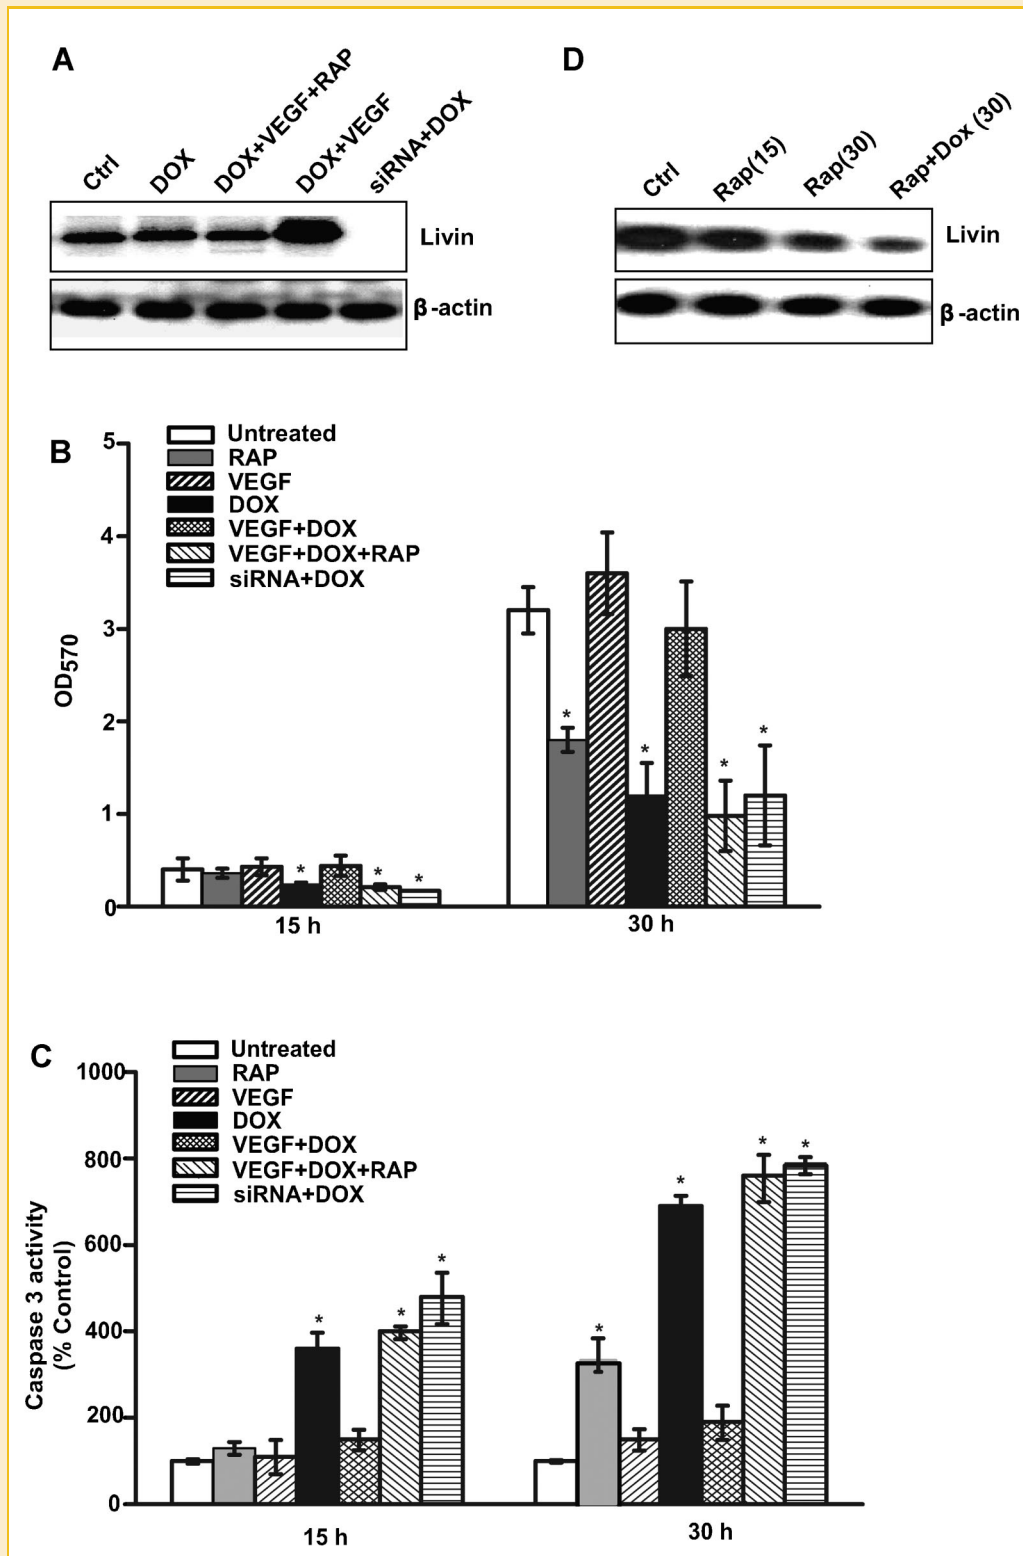 A
Ctrl
DOX
DOX+VEGF+RAP
DOX+VEGF
siRNA+DOX
Livin
β-actin
D
Ctrl
Rap(15)
Rap(30)
Rap+Dox (30)
Livin
β-actin
B
5
4
3
2
1
0
OD570
Untreated
RAP
VEGF
DOX
VEGF+DOX
VEGF+DOX+RAP
siRNA+DOX
* * *
* * * *
15 h
30 h
C
1000
800
600
400
200
0
Caspase 3 activity
(% Control)
Untreated
RAP
VEGF
DOX
VEGF+DOX
VEGF+DOX+RAP
siRNA+DOX
* * *
* * * *
15 h
30 h